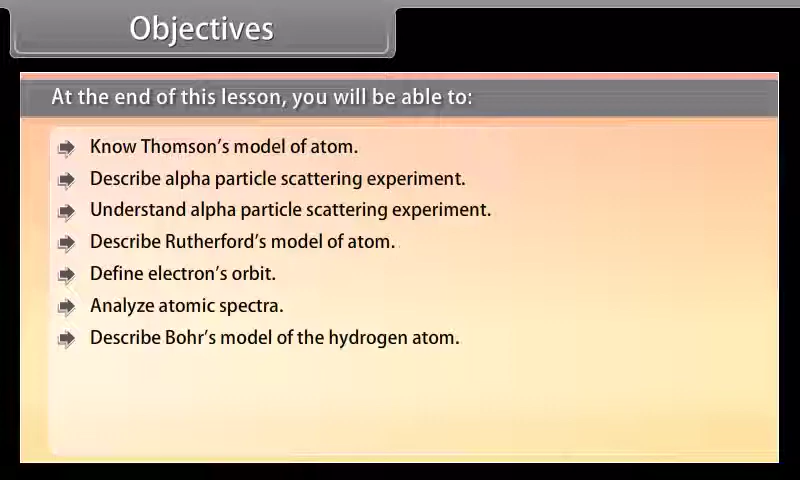 Objectives
At the end of this lesson, you will be able to:
Know Thomson's model of atom.
Describe alpha particle scattering experiment.
Understand alpha particle scattering experiment.
Describe Rutherford's model of atom.
Define electron's orbit.
Analyze atomic spectra.
Describe Bohr's model of the hydrogen atom.